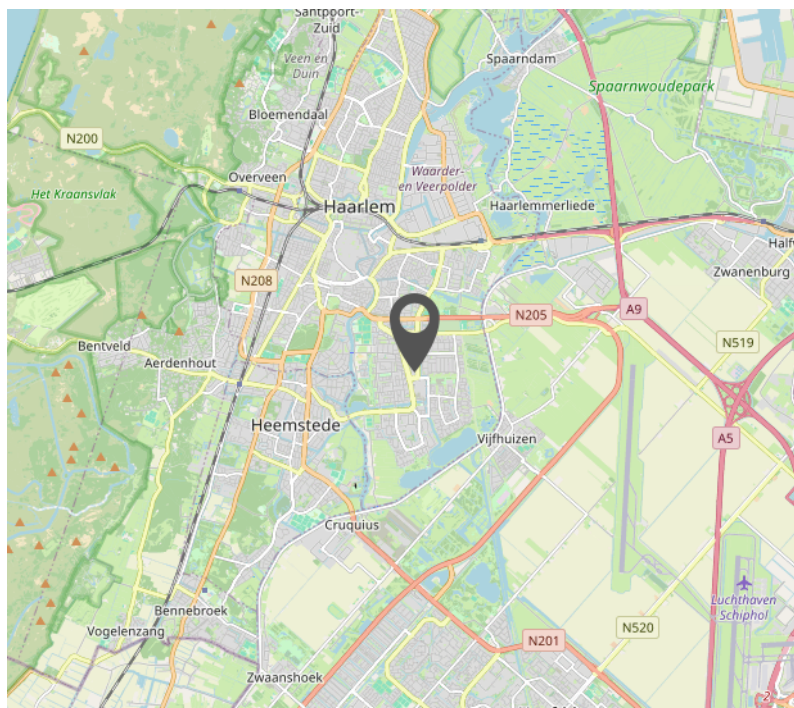 Santpoort-
Zuid
Veen en
Duin
Spaarndam
Spaarnwoudepark
Bloemendaal
N200
Waarder-
en Veerpolder
Overveen
Het Kraansvlak
Haarlem
Haarlemmerliede
Zwanenburg
N208
N205
A9
N519
Bentveld
Aerdenhout
Heemstede
Vijfhuizen
A5
Cruquius
Luchthaven
Schiphol
Bennebroek
Vogelenzang
N520
N201
Zwaanshoek
2